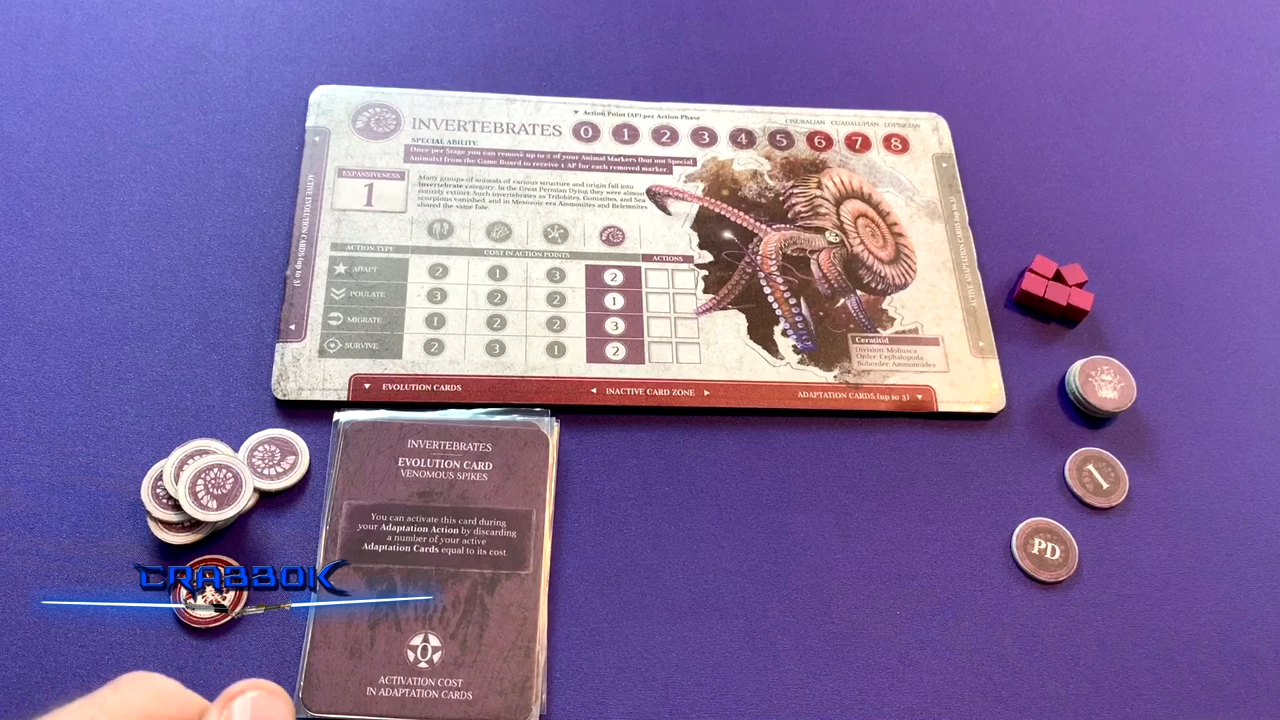 Action Point (AP) per Action Phase
CISURALIAN GUADALUPIAN LOPINGIAN
INVERTEBRATES 0 1 2 3 4 5 6 7 8
SPECIAL ABILITY:
Once per Stage you can remove up to 2 of your Animal Markers (but not Special
Animals) from the Game Board to receive 1 AP for each removed marker.
EXPANSIVENESS
1
Many groups of animals of various structure and origin fall into
Invertebrate category. In the Great Permian Dying they were almost
entirely extinct. Such invertebrates as Trilobites, Goniatites, and Sea
scorpions vanished, and in Mesozoic era Ammonites and Belemnites
shared the same fate.
ACTION TYPE COST IN ACTION POINTS ACTIONS
ADAPT 2 1 3 2
POULATE 3 2 2 1
MIGRATE 1 2 2 3
SURVIVE 2 3 1 2
Ceratitid
Division Mollusca
Order Cephalopoda
Suborder Ammonoides
ACTIVE EVOLUTION CARDS (up to 3)
ACTIVE ADAPTATION CARDS (up to 3)
EVOLUTION CARDS INACTIVE CARD ZONE ADAPTATION CARDS (up to 3)
INVERTEBRATES
EVOLUTION CARD
VENOMOUS SPIKES
You can activate this card during
your Adaptation Action by discarding
a number of your active
Adaptation Cards equal to its cost.
0
ACTIVATION COST
IN ADAPTATION CARDS
I
PD
CRABBOK